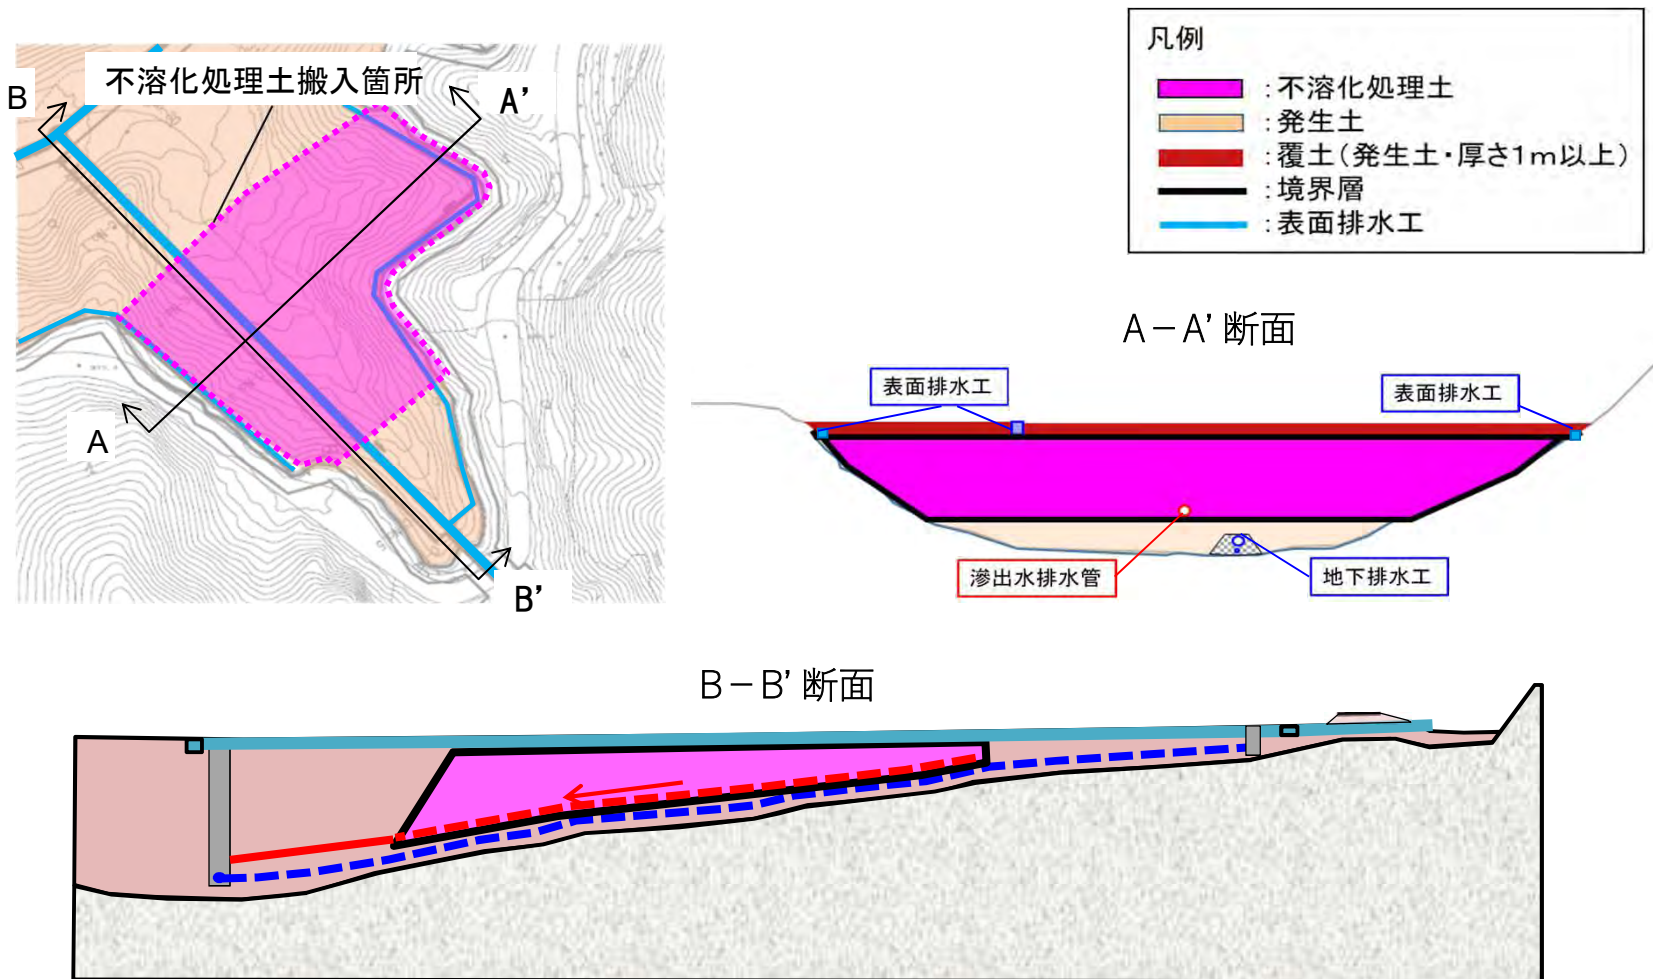 不溶化処理土搬入箇所
B
A’
A
B’
凡例
：不溶化処理土
：発生土
：覆土（発生土・厚さ1m以上）
：境界層
：表面排水工
A－A’ 断面
表面排水工
表面排水工
滲出水排水管
地下排水工
B－B’ 断面